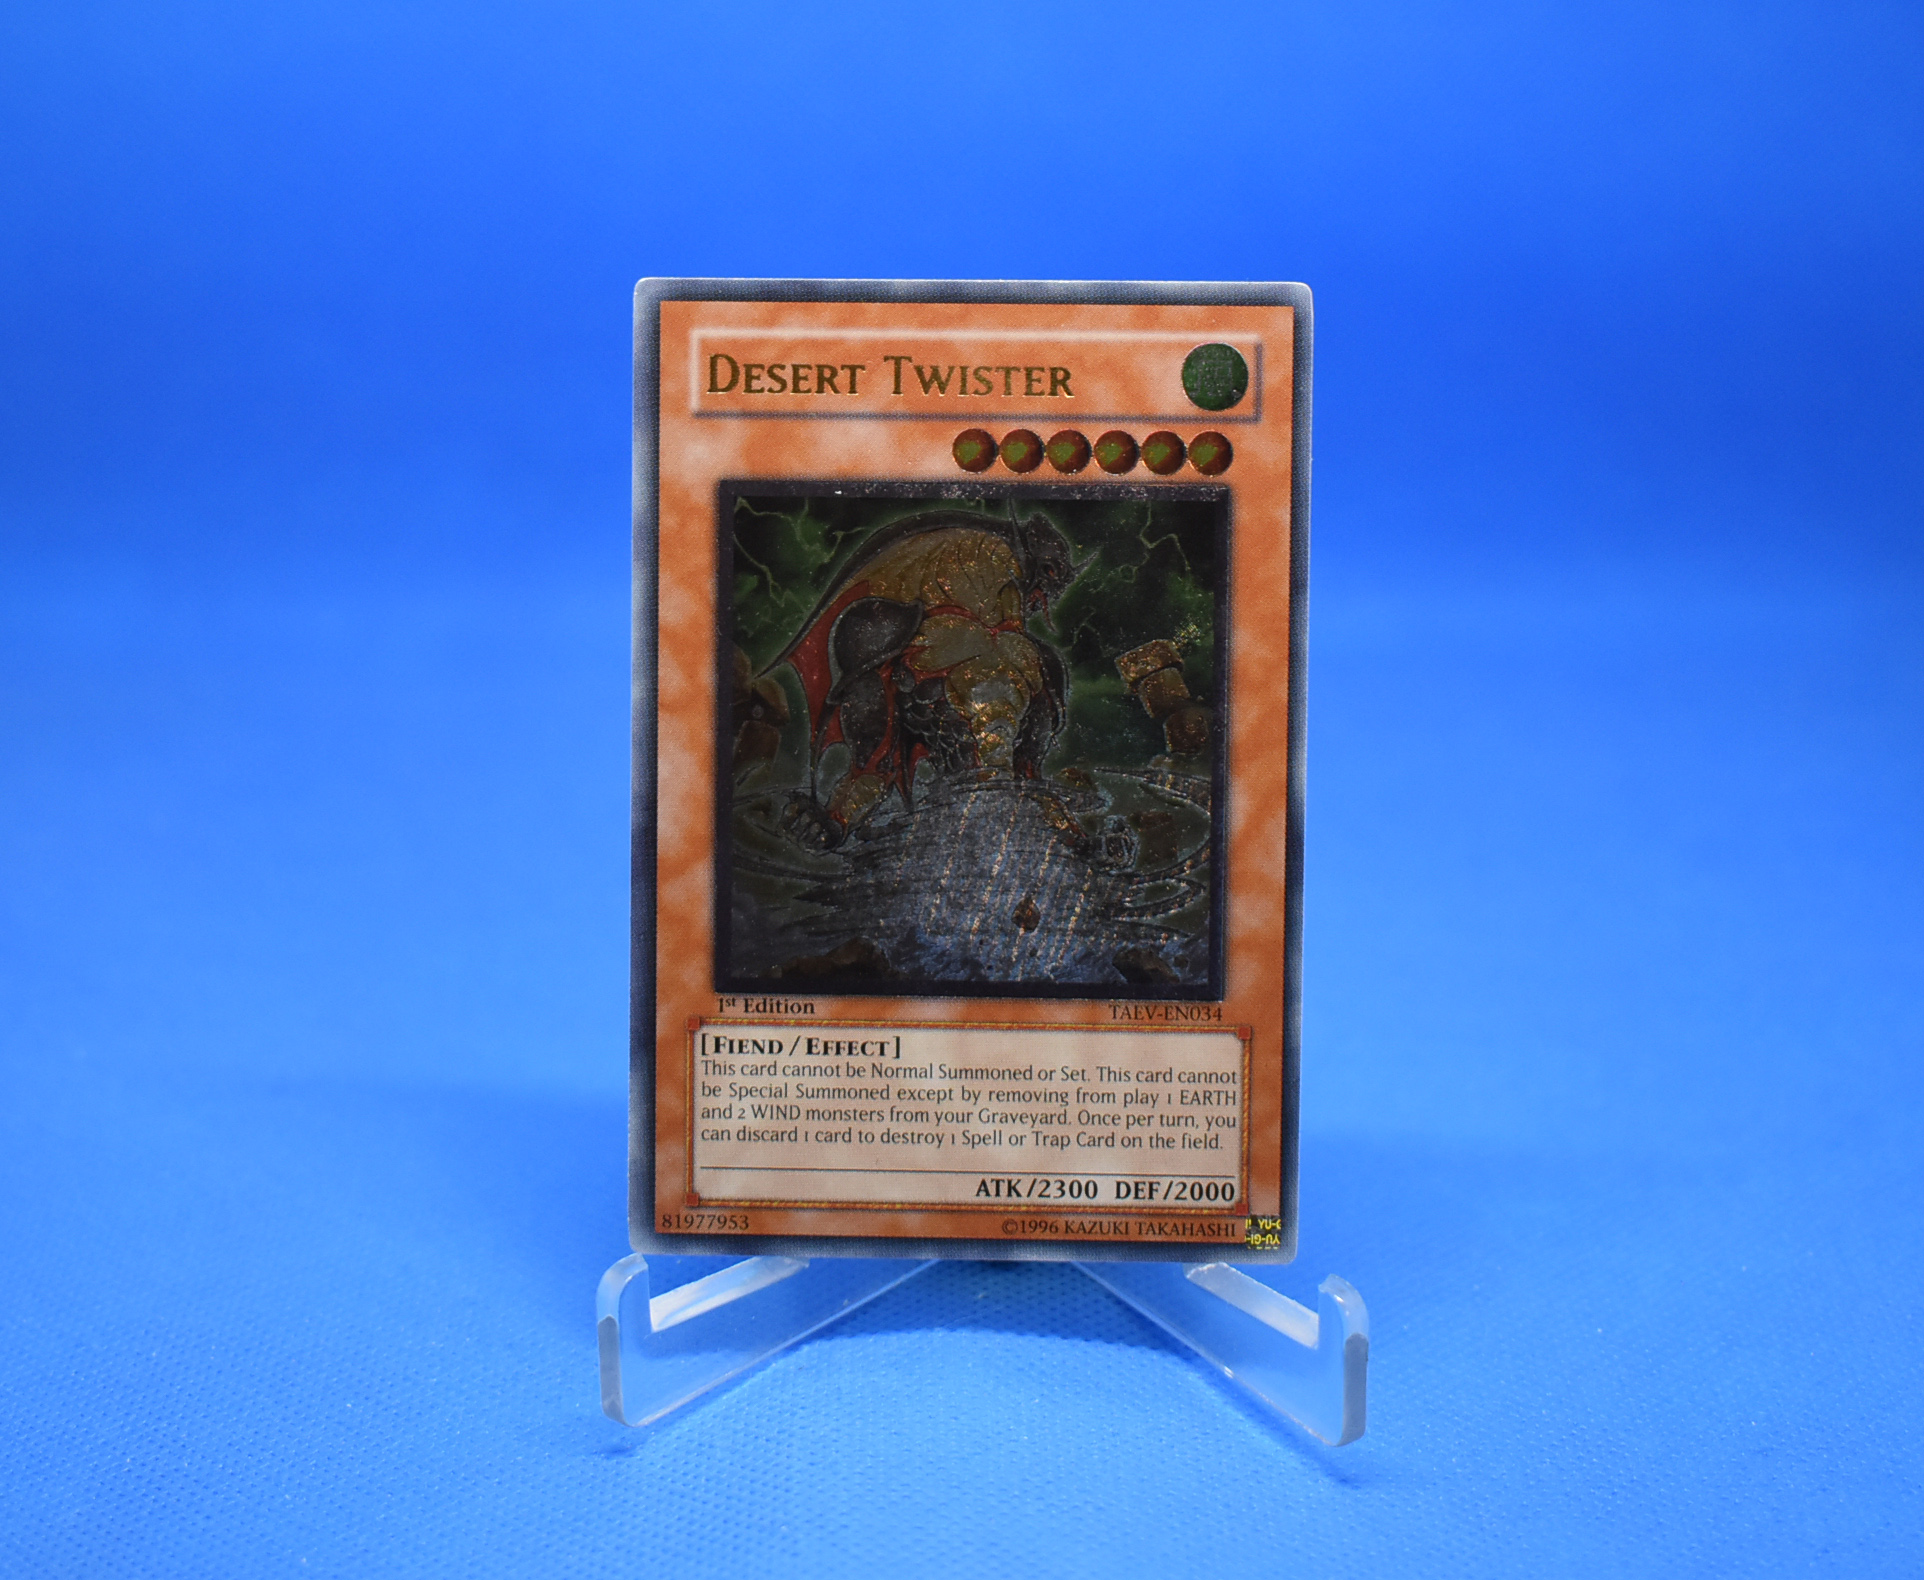 DESERT TWISTER
1st Edition
TAEV-EN034
[FIEND / EFFECT]
This card cannot be Normal Summoned or Set. This card cannot
be Special Summoned except by removing from play 1 EARTH
and 2 WIND monsters from your Graveyard. Once per turn, you
can discard 1 card to destroy 1 Spell or Trap Card on the field.
ATK/2300 DEF/2000
81977953
©1996 KAZUKI TAKAHASHI